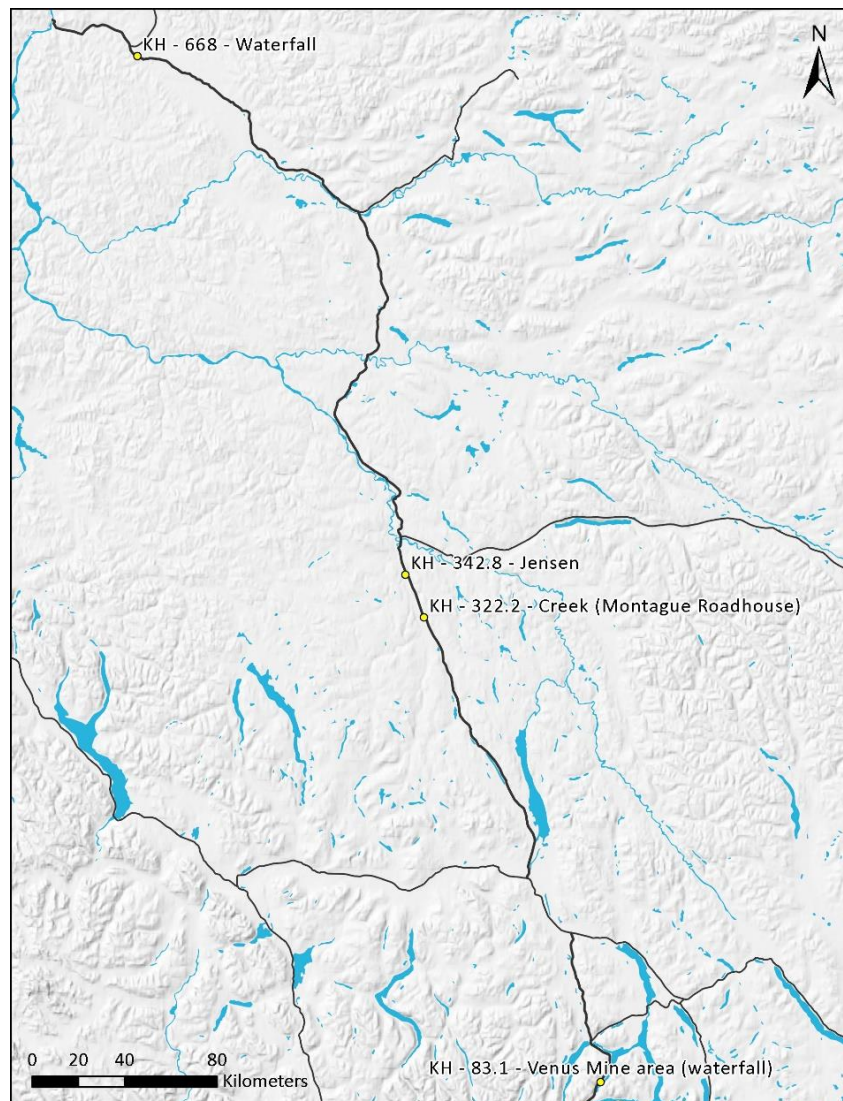 KH - 668 - Waterfall
N
KH - 342.8 - Jensen
KH - 322.2 - Creek (Montague Roadhouse)
KH - 83.1 - Venus Mine area (waterfall)
0 20 40 80
Kilometers